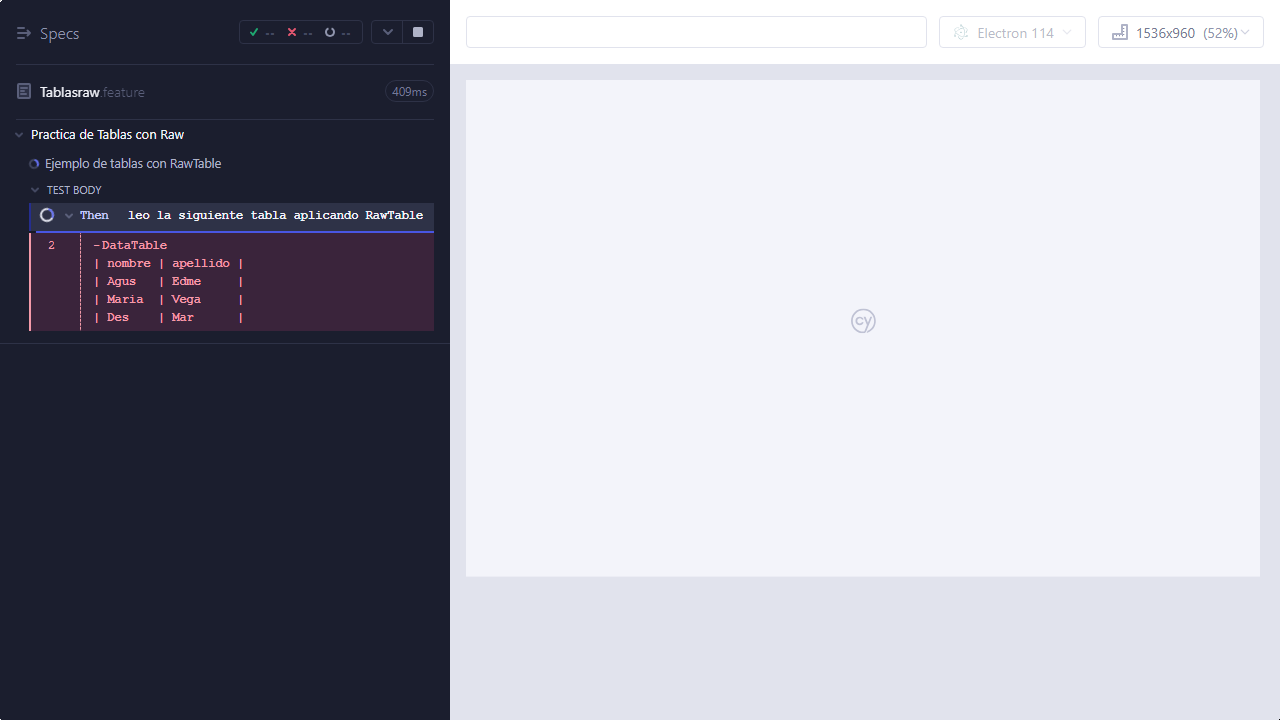 Specs
-- -- --
Electron 114
1536x960 (52%)
Tablasraw.feature
409ms
Practica de Tablas con Raw
Ejemplo de tablas con RawTable
TEST BODY
Then leo la siguiente tabla aplicando RawTable
2 -DataTable
| nombre | apellido |
| Agus | Edme |
| Maria | Vega |
| Des | Mar |
cy